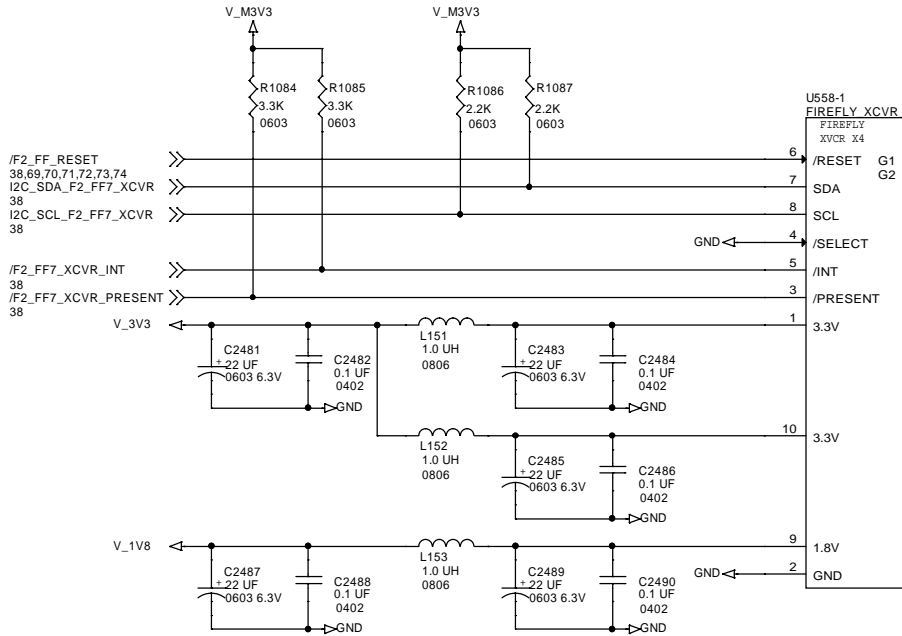 V_M3V3
V_M3V3
R1084
3.3K
0603
R1085
3.3K
0603
R1086
2.2K
0603
R1087
2.2K
0603
U558-1
FIREFLY_XCVR
FIREFLY
XVCR X4
/F2_FF_RESET
38,69,70,71,72,73,74
6
/RESET
G1
G2
I2C_SDA_F2_FF7_XCVR
38
7
SDA
I2C_SCL_F2_FF7_XCVR
38
8
SCL
GND
4
/SELECT
/F2_FF7_XCVR_INT
38
5
/INT
/F2_FF7_XCVR_PRESENT
38
3
/PRESENT
V_3V3
1
3.3V
C2481
+ 22 UF
0603 6.3V
C2482
0.1 UF
0402
GND
L151
1.0 UH
0806
C2483
+ 22 UF
0603 6.3V
C2484
0.1 UF
0402
GND
10
3.3V
L152
1.0 UH
0806
C2485
+ 22 UF
0603 6.3V
C2486
0.1 UF
0402
GND
V_1V8
9
1.8V
C2487
+ 22 UF
0603 6.3V
C2488
0.1 UF
0402
GND
L153
1.0 UH
0806
C2489
+ 22 UF
0603 6.3V
C2490
0.1 UF
0402
GND
GND
2
GND